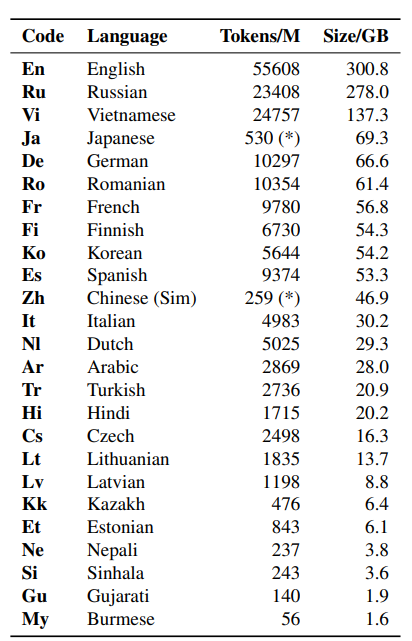 Code Language Tokens/M Size/GB
En English 55608 300.8
Ru Russian 23408 278.0
Vi Vietnamese 24757 137.3
Ja Japanese 530 (*) 69.3
De German 10297 66.6
Ro Romanian 10354 61.4
Fr French 9780 56.8
Fi Finnish 6730 54.3
Ko Korean 5644 54.2
Es Spanish 9374 53.3
Zh Chinese (Sim) 259 (*) 46.9
It Italian 4983 30.2
Nl Dutch 5025 29.3
Ar Arabic 2869 28.0
Tr Turkish 2736 20.9
Hi Hindi 1715 20.2
Cs Czech 2498 16.3
Lt Lithuanian 1835 13.7
Lv Latvian 1198 8.8
Kk Kazakh 476 6.4
Et Estonian 843 6.1
Ne Nepali 237 3.8
Si Sinhala 243 3.6
Gu Gujarati 140 1.9
My Burmese 56 1.6